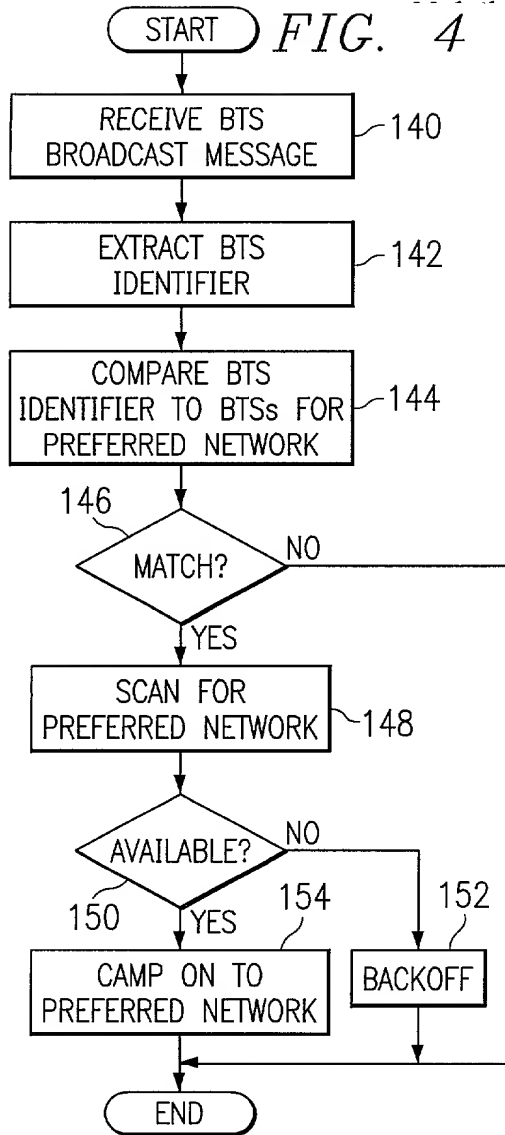 START
FIG. 4
RECEIVE BTS
BROADCAST MESSAGE
140
EXTRACT BTS
IDENTIFIER
142
COMPARE BTS
IDENTIFIER TO BTSs FOR
PREFERRED NETWORK
144
146
MATCH?
NO
YES
SCAN FOR
PREFERRED NETWORK
148
AVAILABLE?
NO
150
YES
154
152
CAMP ON TO
PREFERRED NETWORK
BACKOFF
END